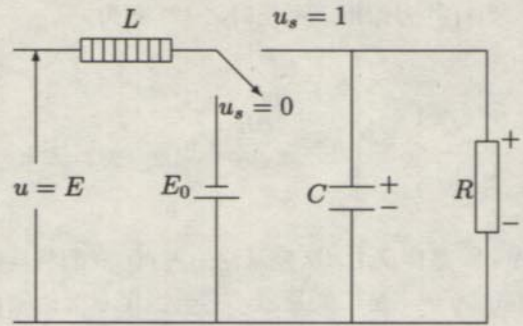 L
u_s = 1
u_s = 0
u = E
E_0
C
+
−
R
+
−